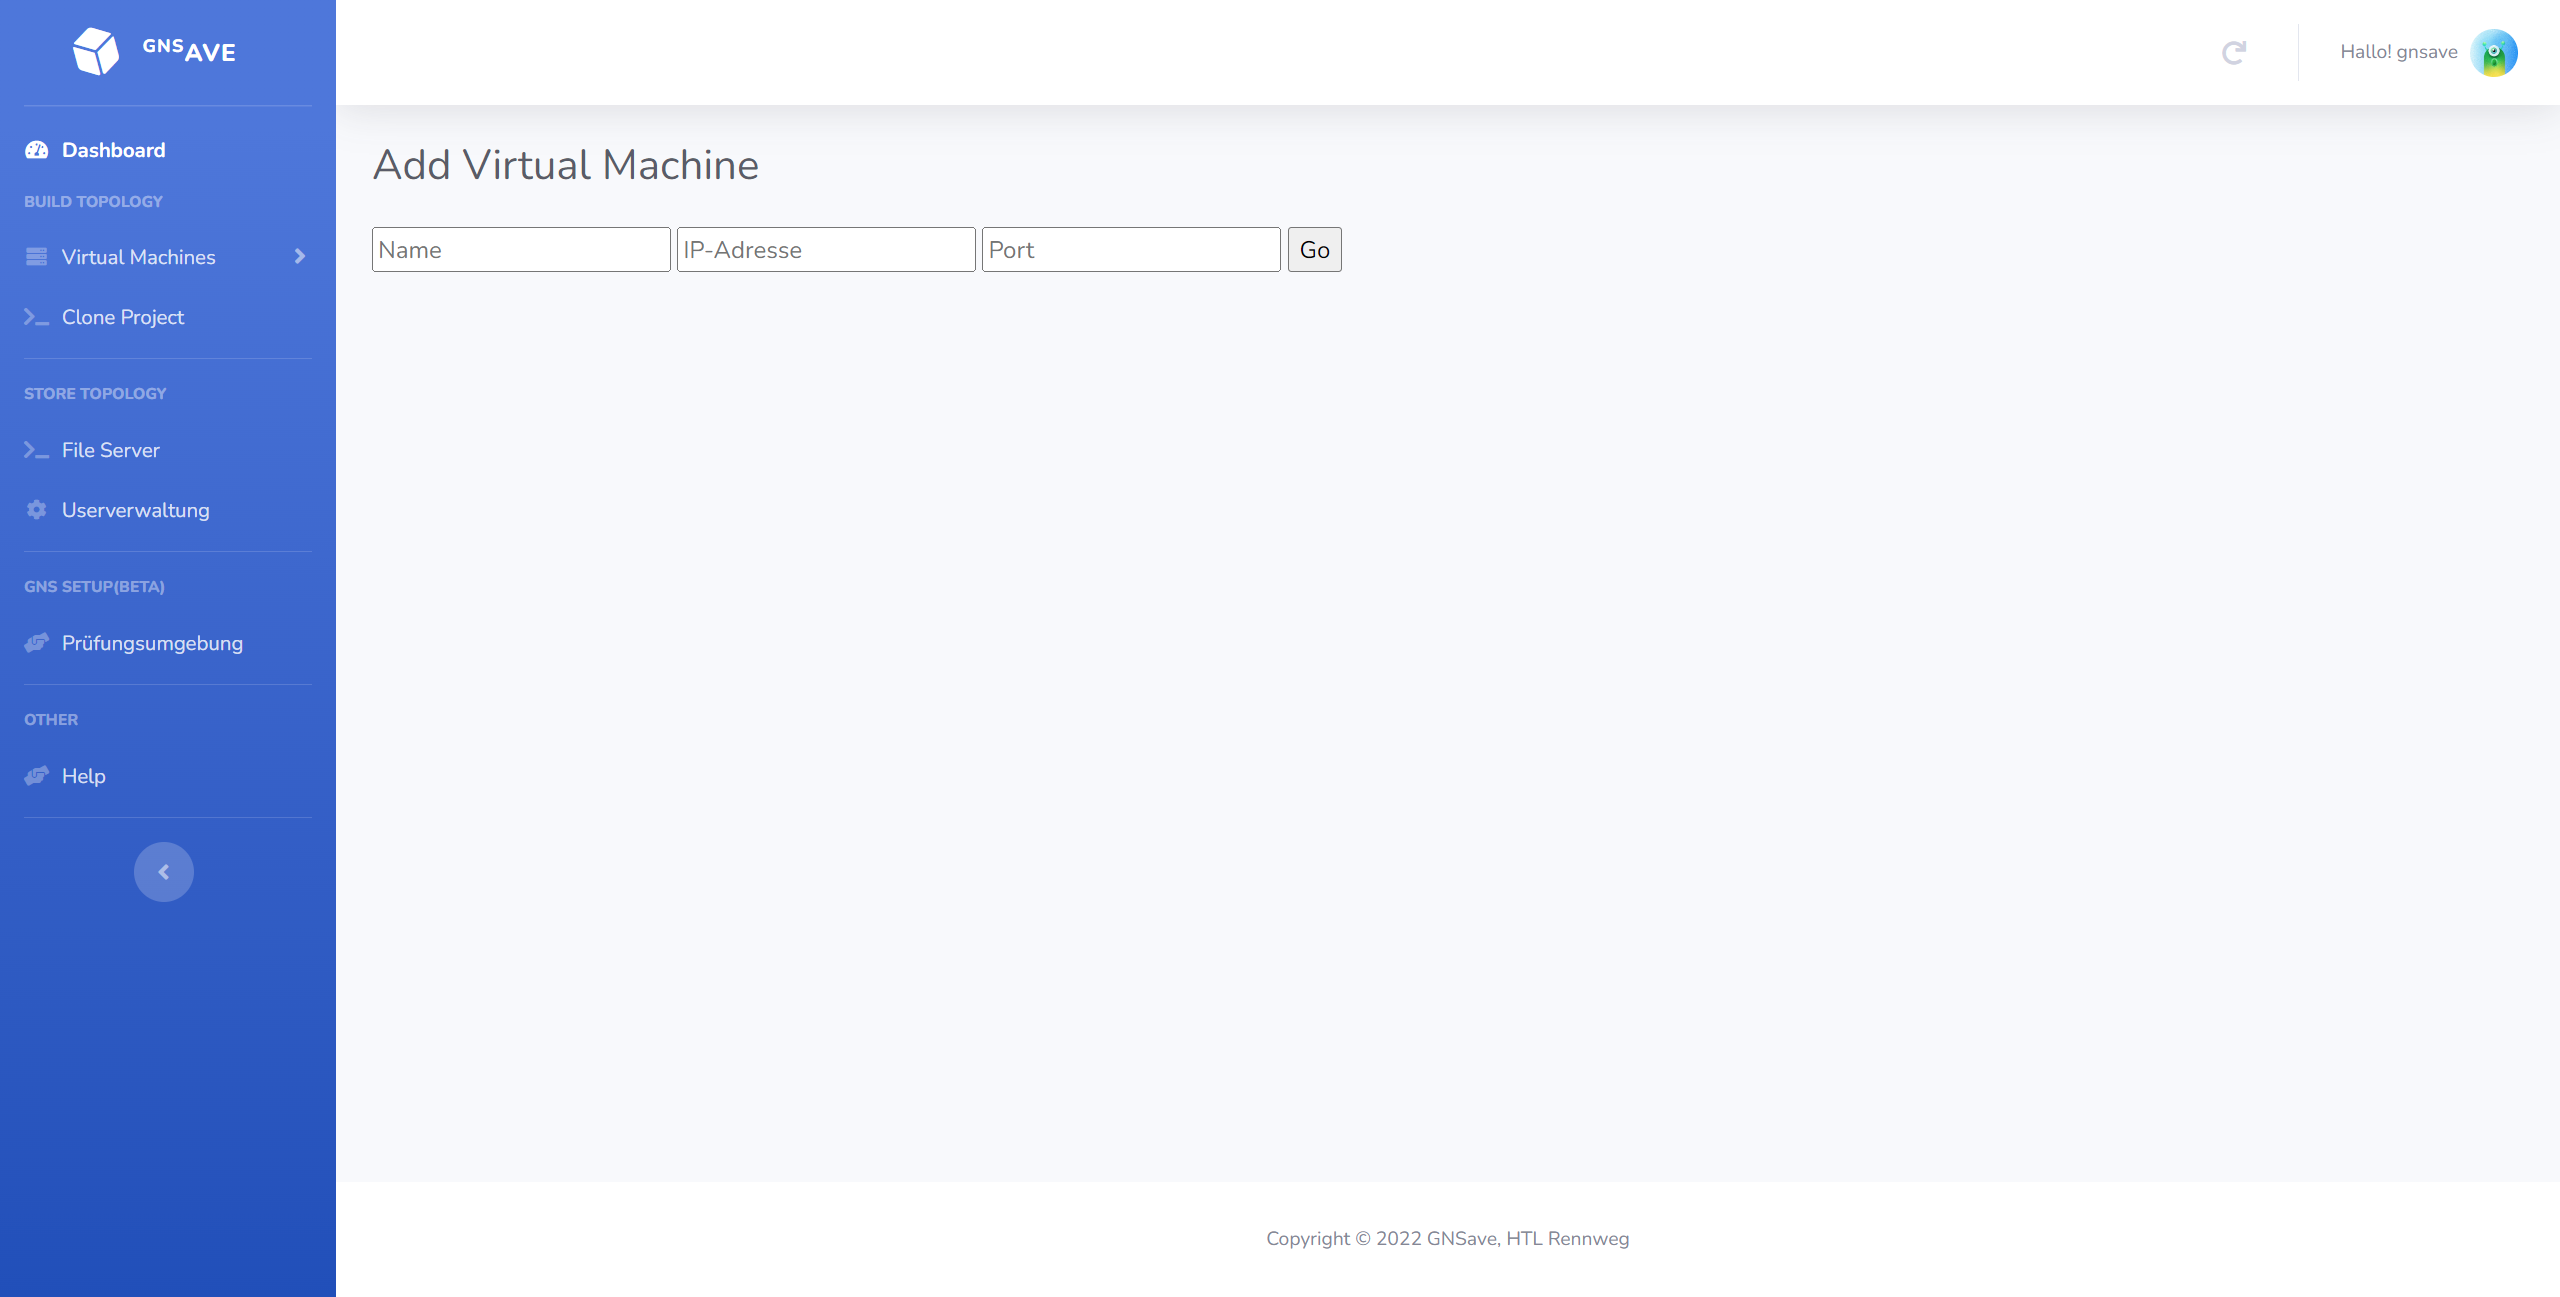 GNSAVE
Hallo! gnsave
Dashboard
BUILD TOPOLOGY
Virtual Machines
Clone Project
STORE TOPOLOGY
File Server
Userverwaltung
GNS SETUP(BETA)
Prüfungsumgebung
OTHER
Help
Add Virtual Machine
Name IP-Adresse Port Go
Copyright © 2022 GNSave, HTL Rennweg